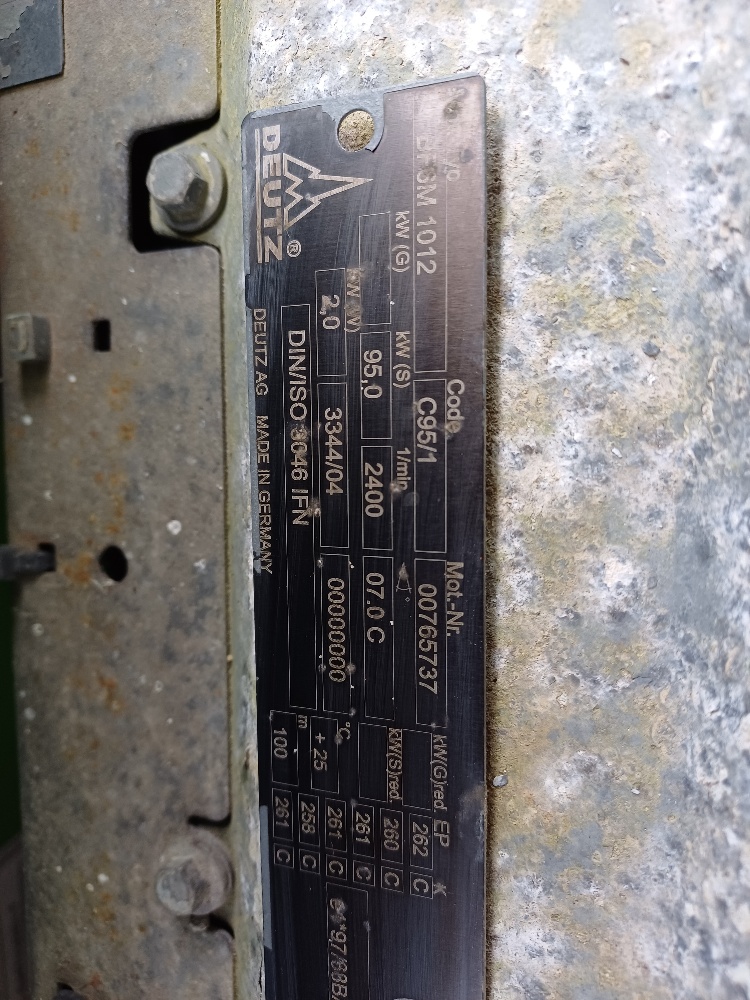 DEUTZ®
Code Mot.-Nr. EP K
1012 C95/1 00765737 262 C
kW (G) kW (S) 1/min kW(G)red.
95,0 2400 07.0 C kW(S)red. 260 C
261 C
2,0 3344/04 00000000 °C 261 C
DIN/ISO 3046 IFN + 25 258 C
m
100 261 C
DEUTZ AG MADE IN GERMANY